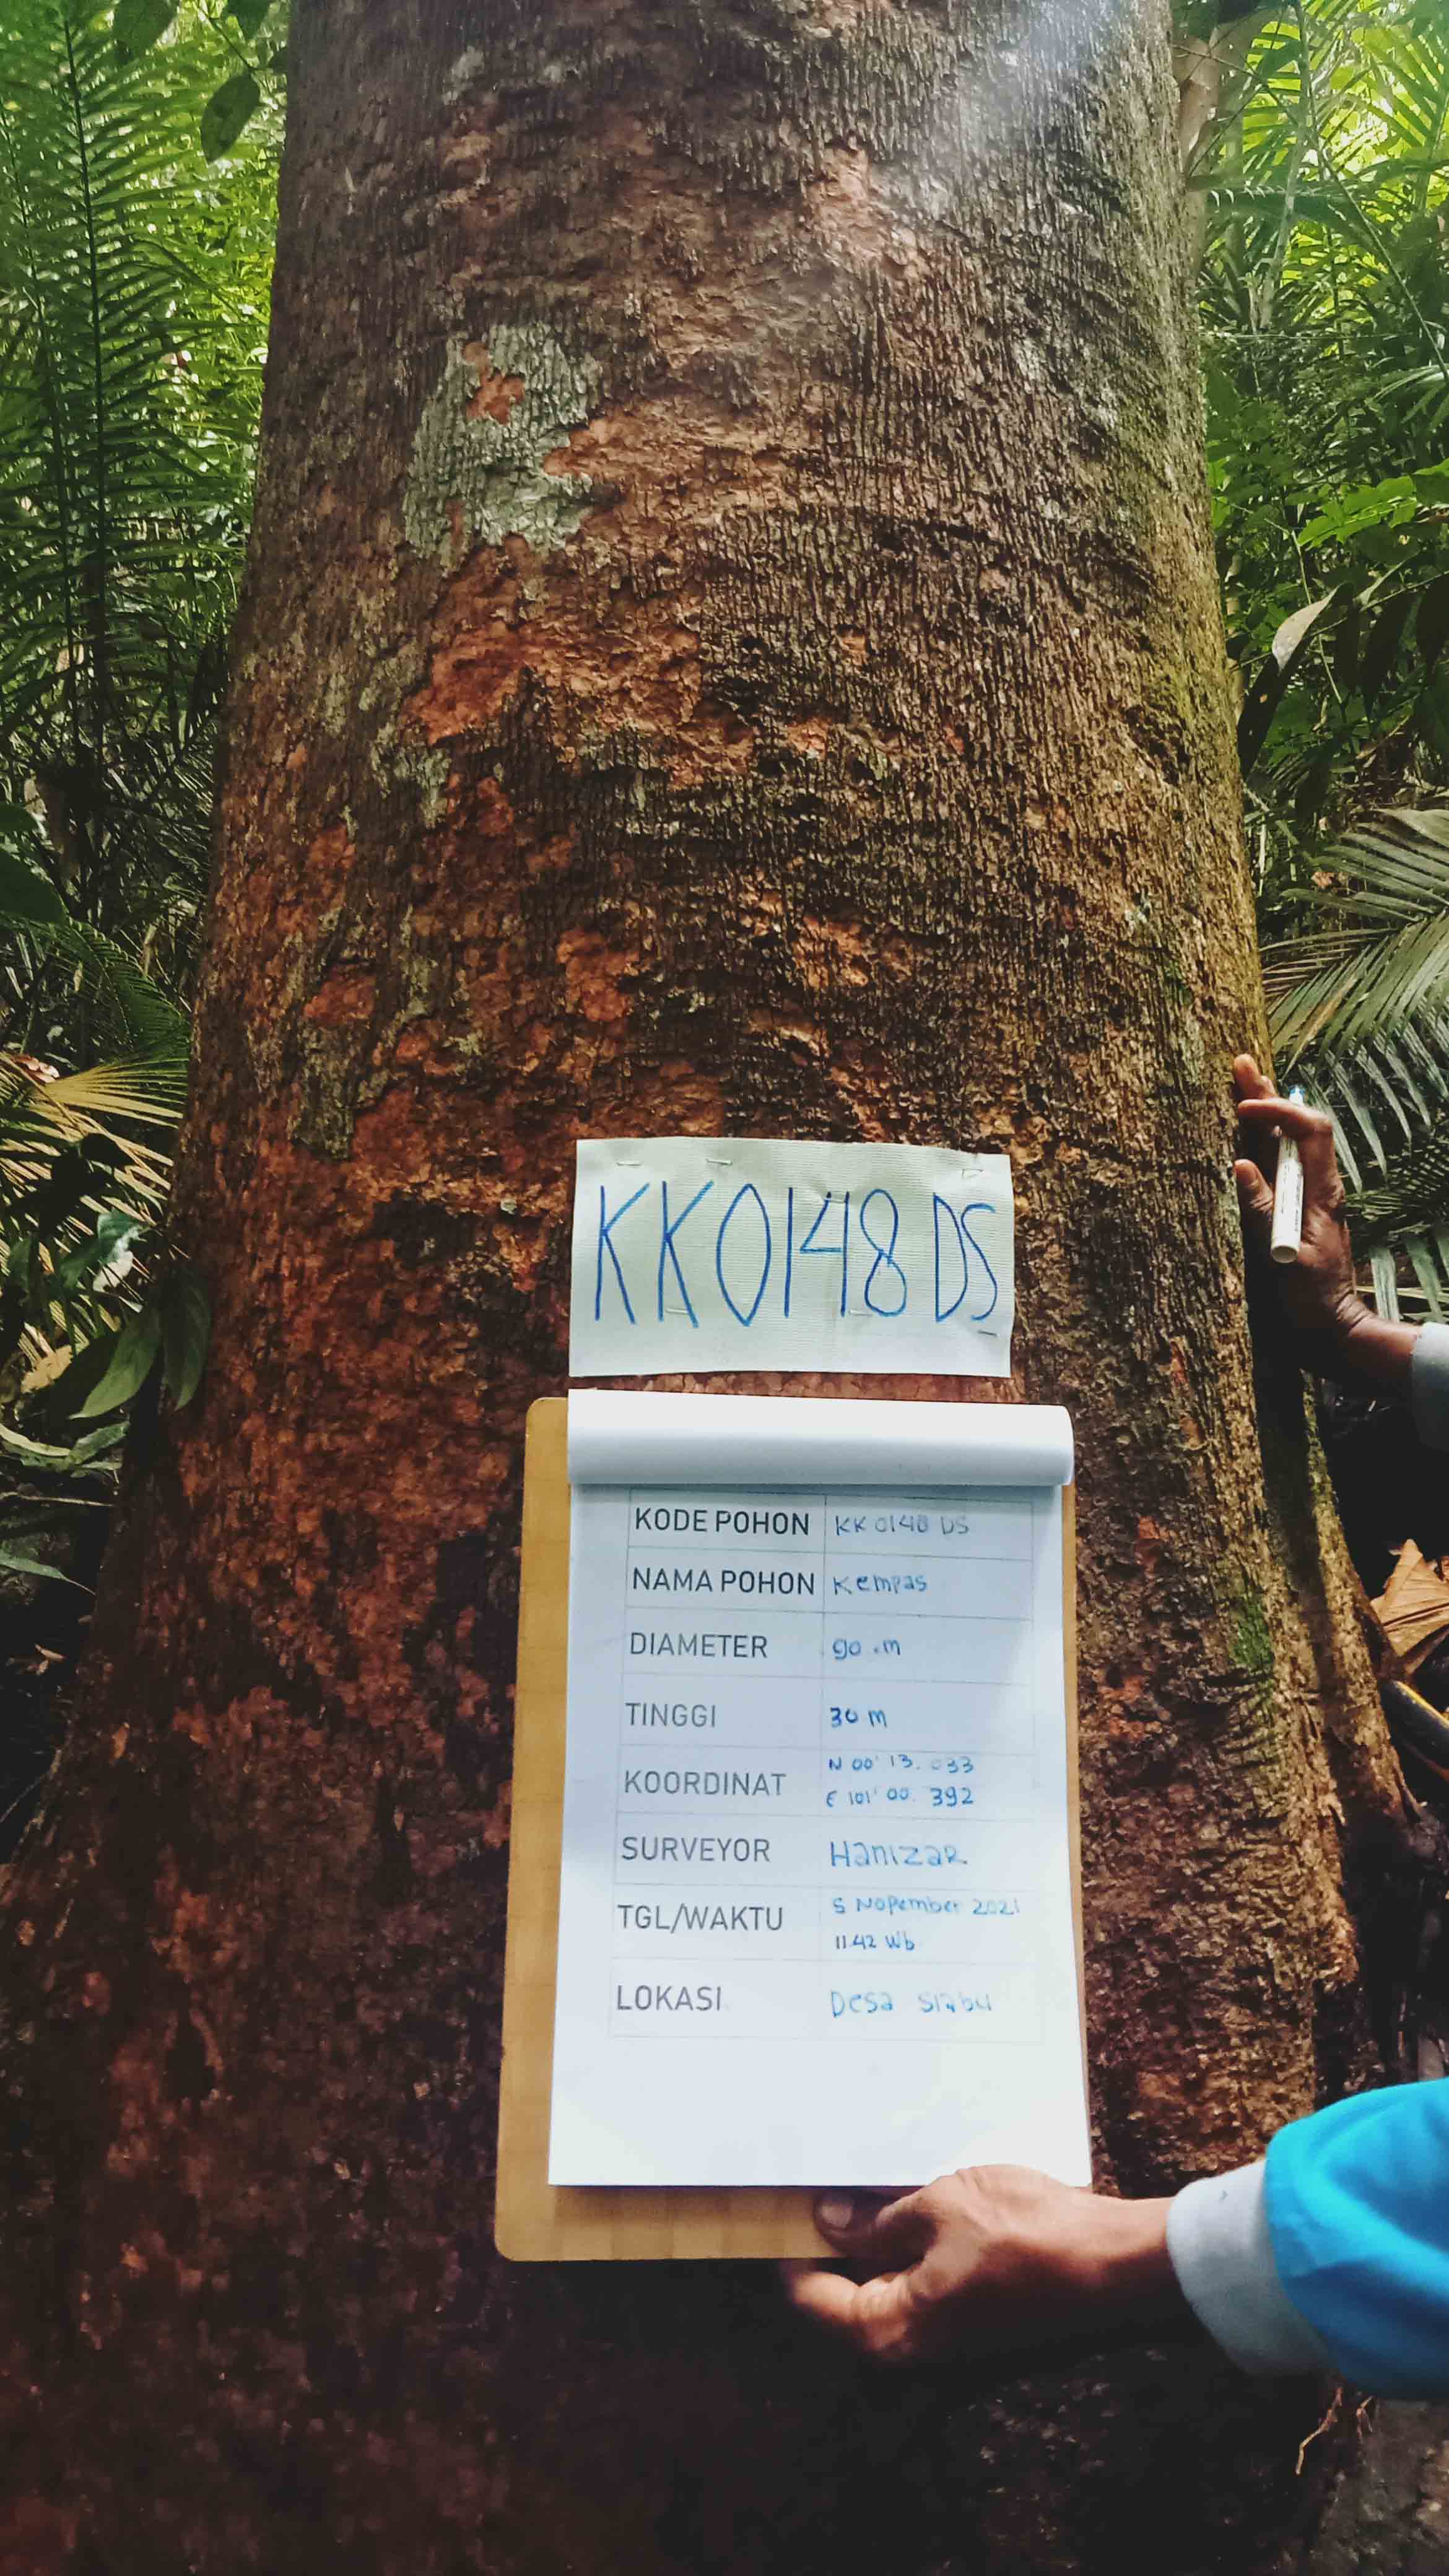 KK0148 DS
KODE POHON KK 0148 DS
NAMA POHON Kempas
DIAMETER 90 cm
TINGGI 30 m
KOORDINAT N 00' 13. 033
E 101' 00. 392
SURVEYOR HanizaR
TGL/WAKTU 5 Nopember 2021
11.42 Wb
LOKASI Desa Siabu